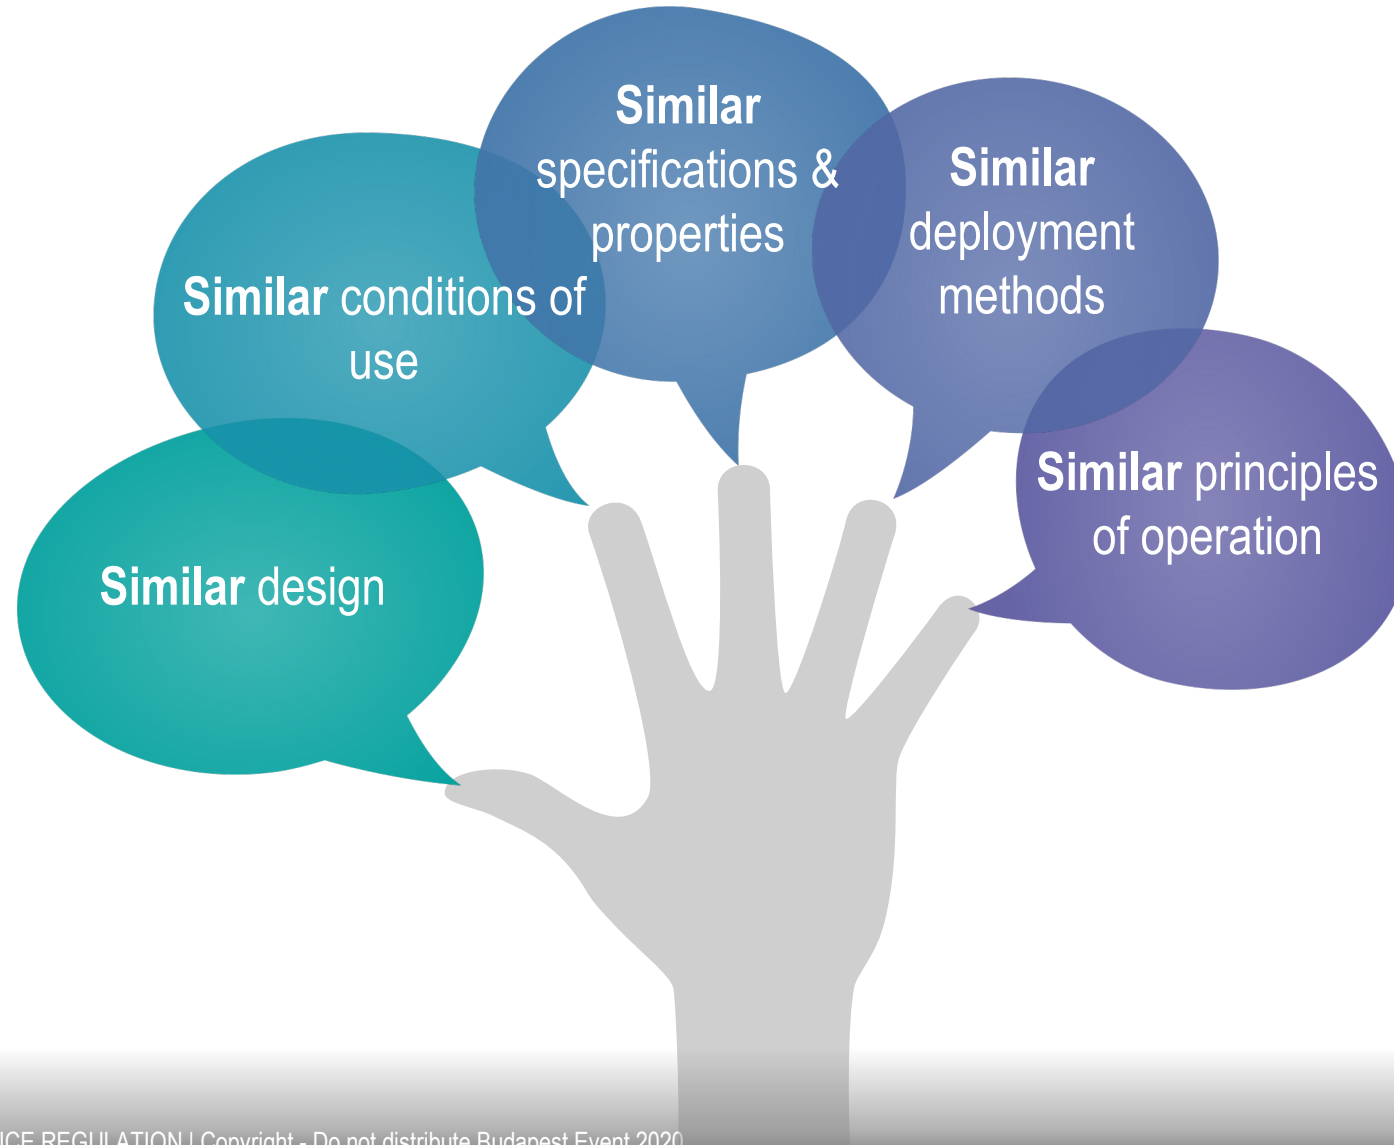 Similar design
Similar conditions of
use
Similar
specifications &
properties
Similar
deployment
methods
Similar principles
of operation
REGULATION | Copyright - Do not distribute Budapest Event 2020